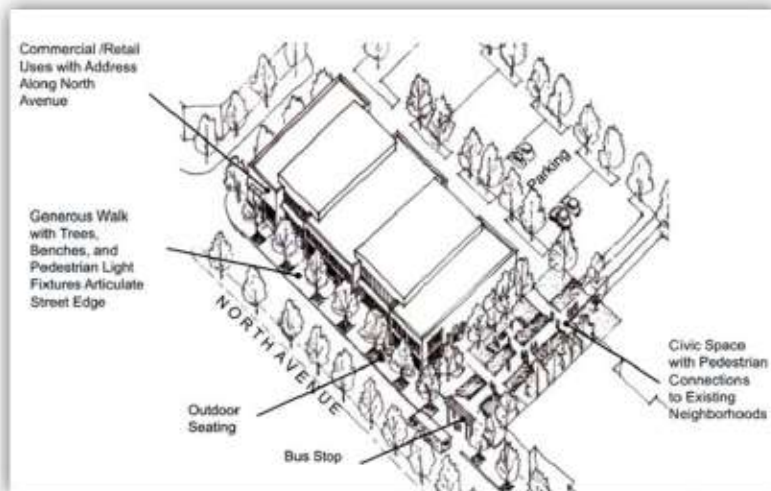 Commercial /Retail
Uses with Address
Along North
Avenue
Generous Walk
with Trees,
Benches, and
Pedestrian Light
Fixtures Articulate
Street Edge
NORTH AVENUE
Parking
Outdoor
Seating
Bus Stop
Civic Space
with Pedestrian
Connections
to Existing
Neighborhoods